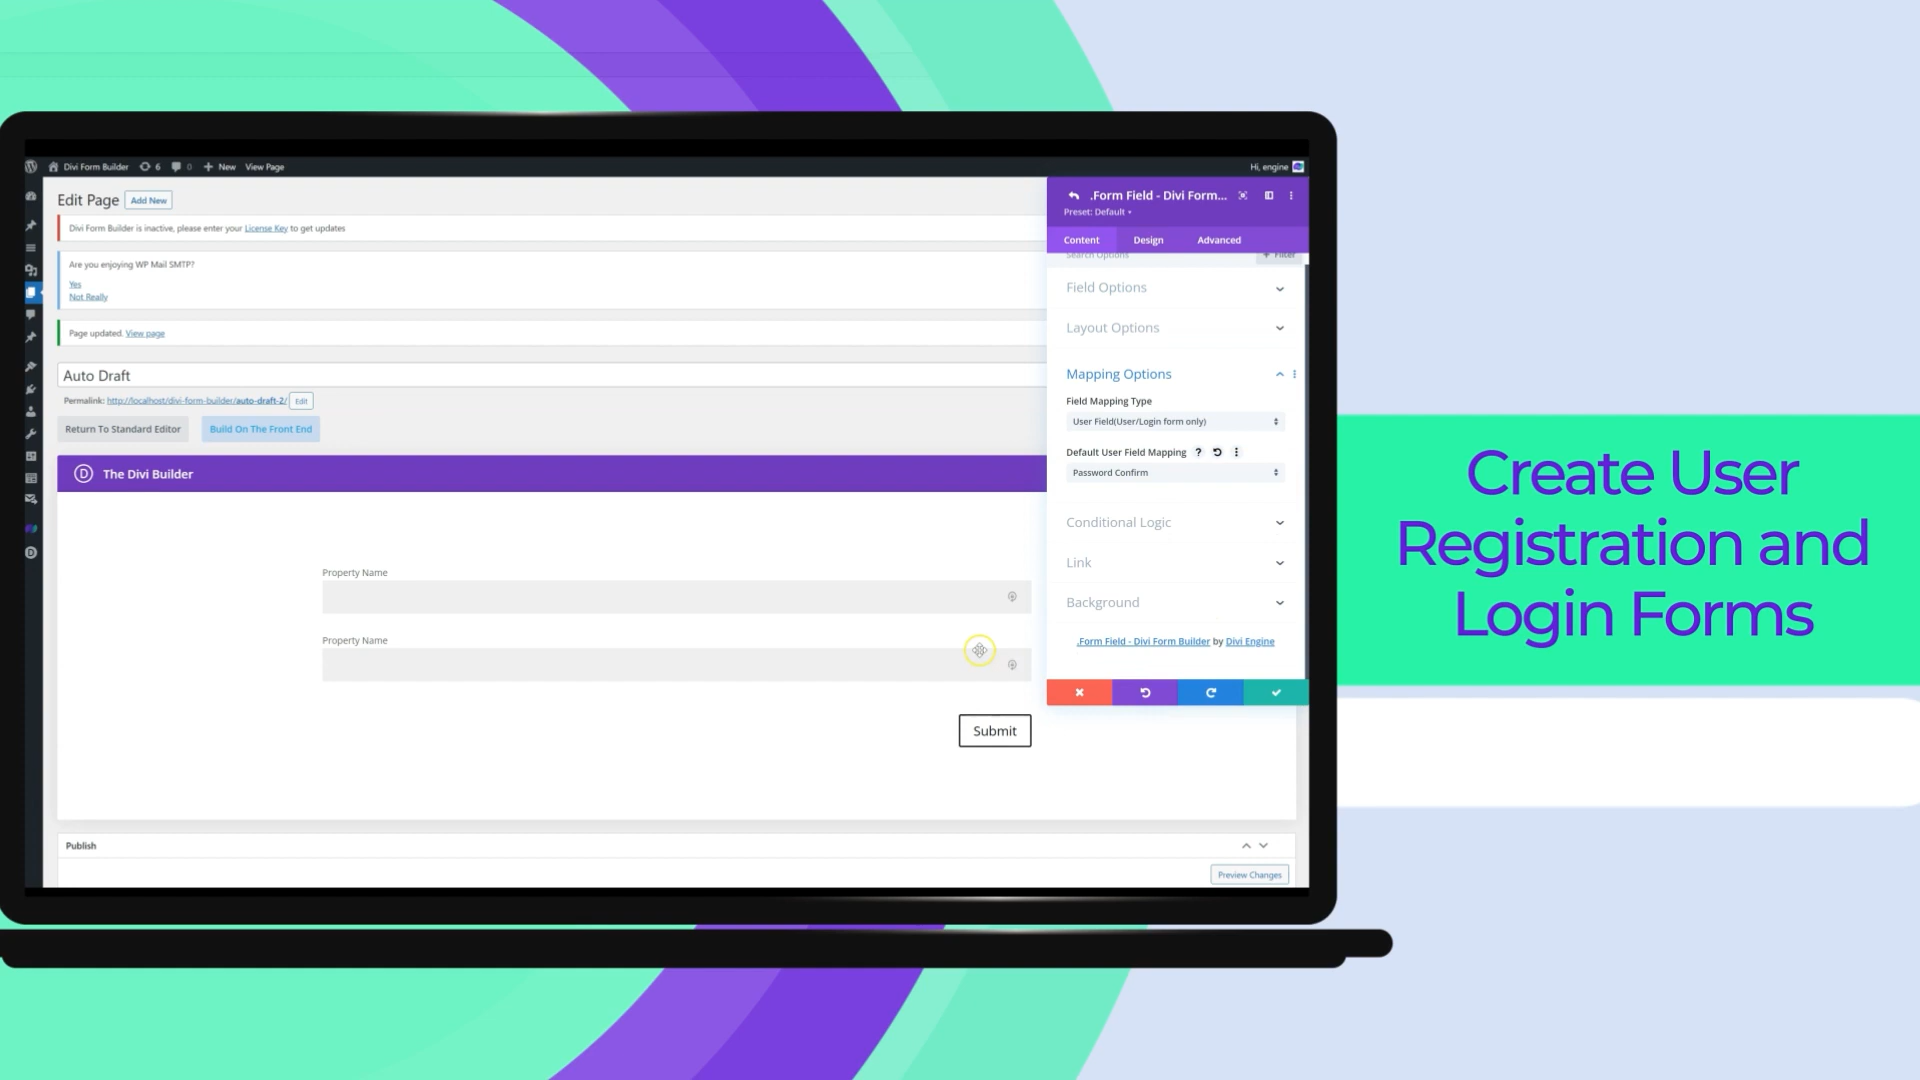 Divi Form Builder 6 0 New View Page
Hi, engine
Edit Page Add New
Divi Form Builder is inactive, please enter your License Key to get updates
Are you enjoying WP Mail SMTP?
Yes
Not Really
Page updated. View page
Auto Draft
Permalink: http://localhost/divi-form-builder/auto-draft-2/ Edit
Return To Standard Editor Build On The Front End
D The Divi Builder
Property Name
Property Name
Submit
Publish
Preview Changes
.Form Field - Divi Form...
Preset: Default
Content Design Advanced
Search Options + Filter
Field Options
Layout Options
Mapping Options
Field Mapping Type
User Field(User/Login form only)
Default User Field Mapping ?
Password Confirm
Conditional Logic
Link
Background
.Form Field - Divi Form Builder by Divi Engine
Create User
Registration and
Login Forms